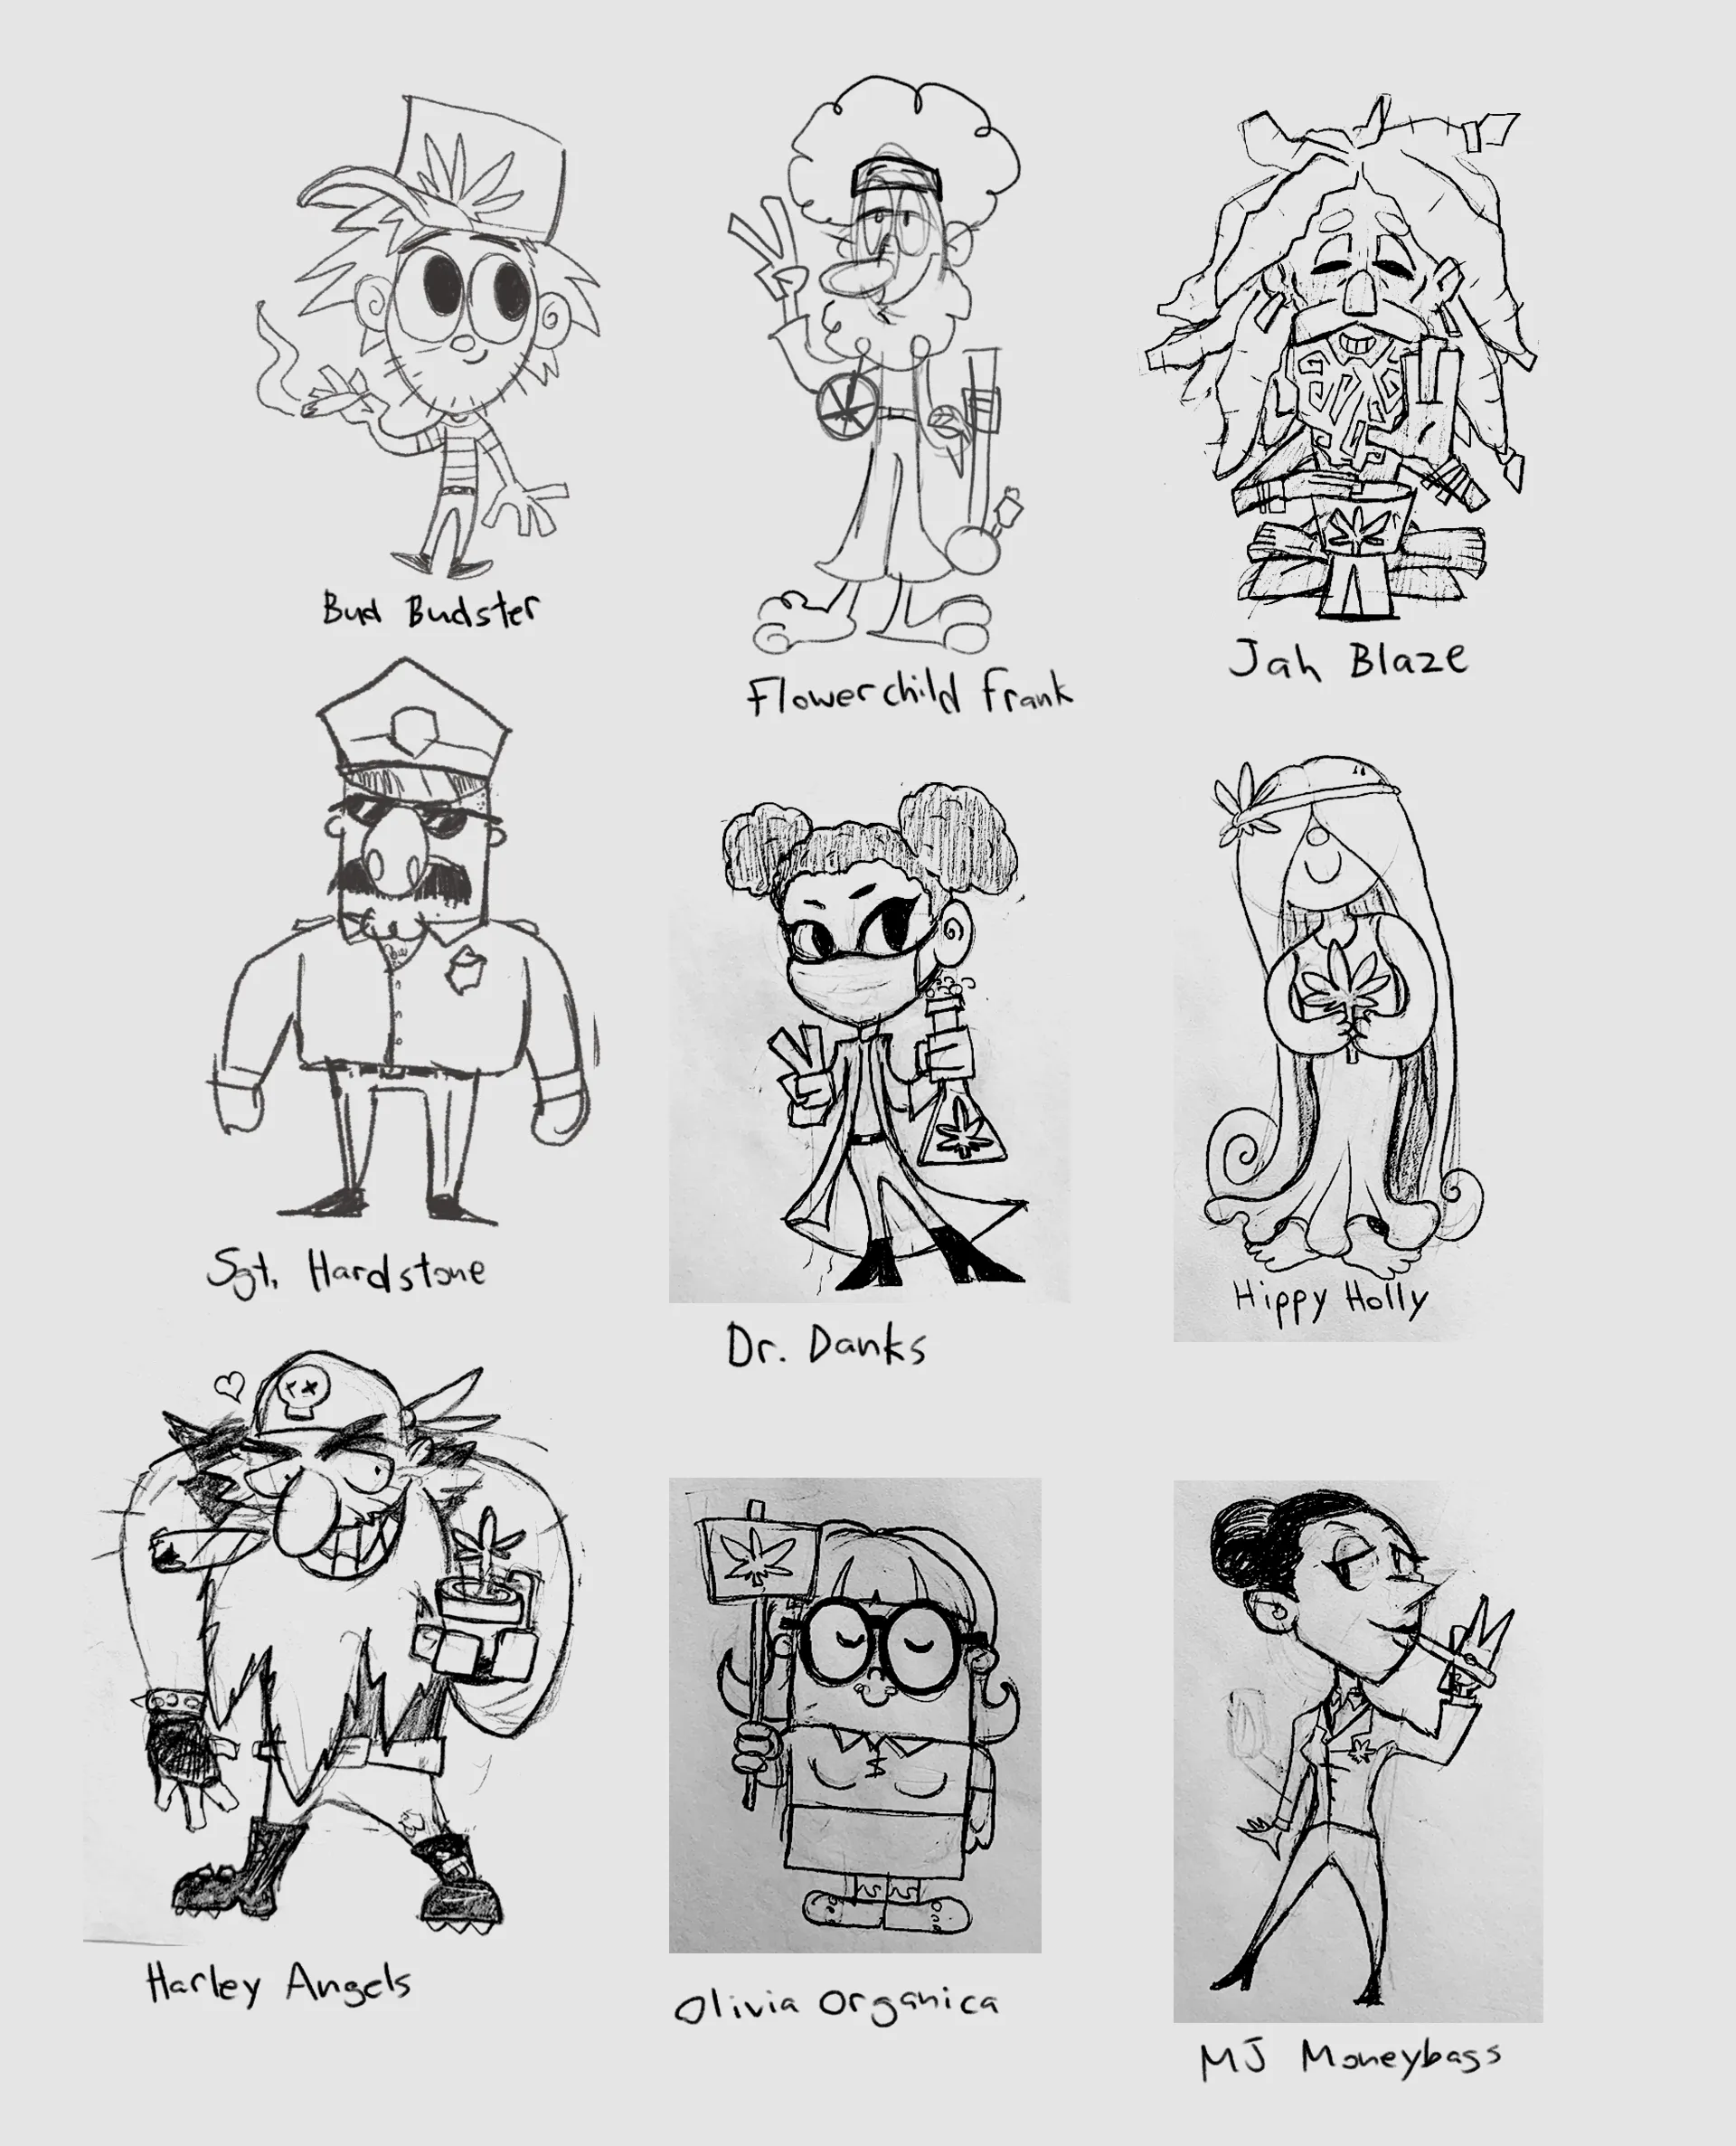 Bud Budster
Flowerchild Frank
Jah Blaze
Sgt. Hardstone
Dr. Danks
Hippy Holly
Harley Angels
Olivia Organica
MJ Moneybags